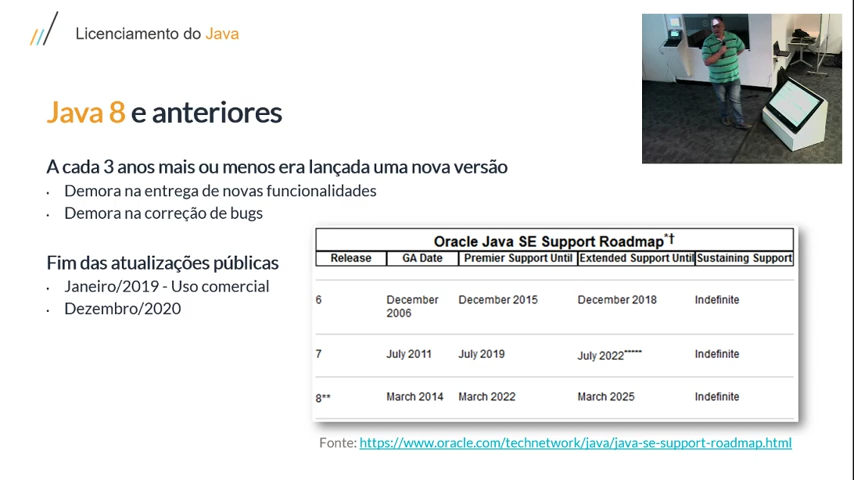 Licenciamento do Java
Java 8 e anteriores
A cada 3 anos mais ou menos era lançada uma nova versão
· Demora na entrega de novas funcionalidades
· Demora na correção de bugs
Fim das atualizações públicas
· Janeiro/2019 - Uso comercial
· Dezembro/2020
Oracle Java SE Support Roadmap*†
Release GA Date Premier Support Until Extended Support Until Sustaining Support
6 December 2006 December 2015 December 2018 Indefinite
7 July 2011 July 2019 July 2022***** Indefinite
8** March 2014 March 2022 March 2025 Indefinite
Fonte: https://www.oracle.com/technetwork/java/java-se-support-roadmap.html